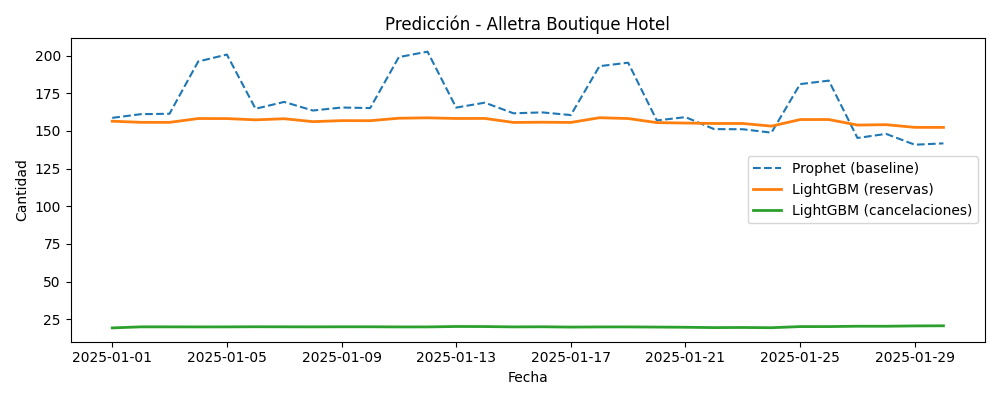 Predicción - Alletra Boutique Hotel
Cantidad
200
175
150
125
100
75
50
25
Prophet (baseline)
LightGBM (reservas)
LightGBM (cancelaciones)
2025-01-01 2025-01-05 2025-01-09 2025-01-13 2025-01-17 2025-01-21 2025-01-25 2025-01-29
Fecha